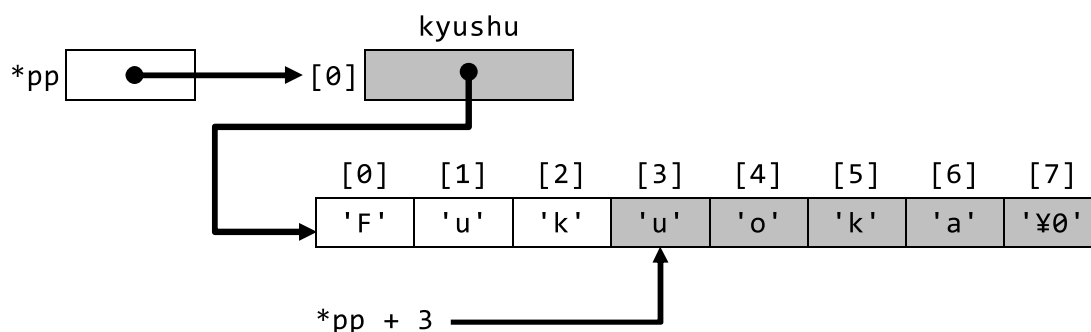 kyushu
*pp [0]
[0] [1] [2] [3] [4] [5] [6] [7]
'F' 'u' 'k' 'u' 'o' 'k' 'a' '¥0'
*pp + 3